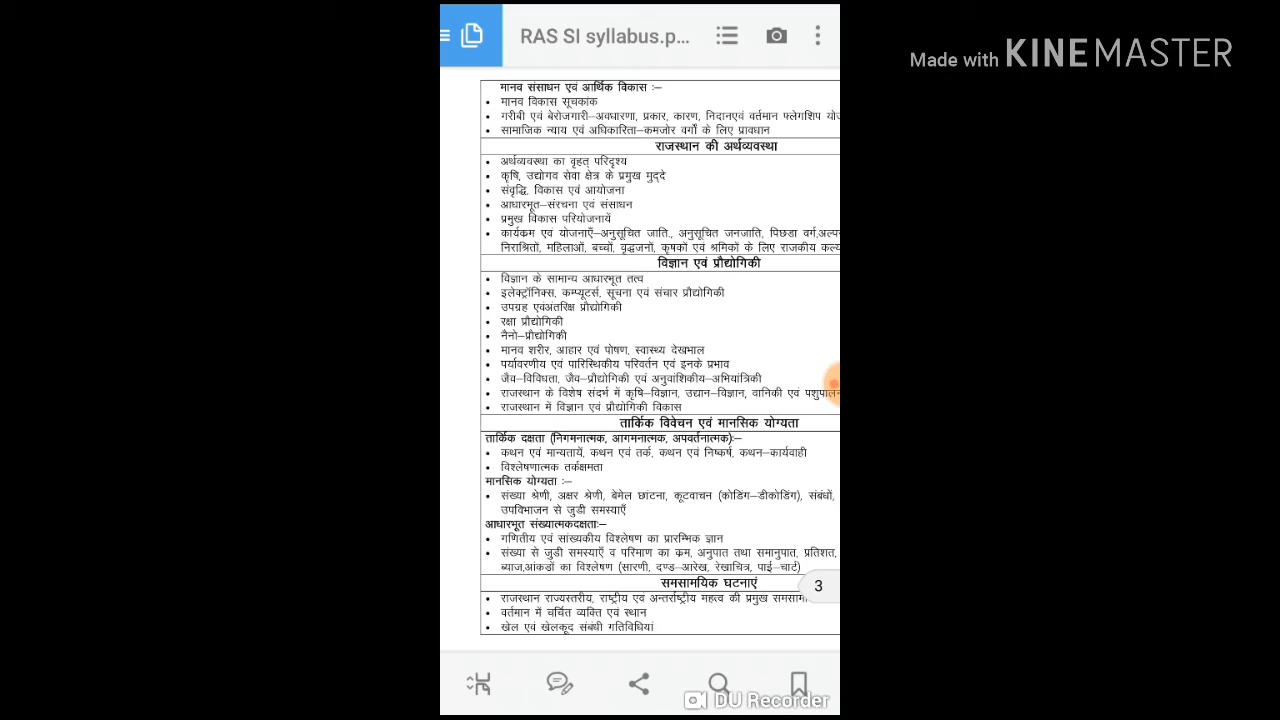 RAS SI syllabus.p...
Made with KINEMASTER
मानव संसाधन एवं आर्थिक विकास :–
• मानव विकास सूचकांक
• गरीबी एवं बेरोजगारी–अवधारणा, प्रकार, कारण, निदानएवं वर्तमान फ्लेगशिप
• सामाजिक न्याय एवं अधिकारिता–कमजोर वर्गों के लिए प्रावधान
राजस्थान की अर्थव्यवस्था
• अर्थव्यवस्था का वृहत् परिदृश्य
• कृषि, उद्योगव सेवा क्षेत्र के प्रमुख मुद्दे
• संवृद्धि, विकास एवं आयोजना
• आधारभूत–संरचना एवं संसाधन
• प्रमुख विकास परियोजनायें
• कार्यकम एवं योजनाएँ–अनुसूचित जाति., अनुसूचित जनजाति, पिछडा वर्ग,
निराश्रितों, महिलाओं, बच्चों, वृद्धजनों, कृषकों एवं श्रमिकों के लिए राजकीय
विज्ञान एवं प्रौद्योगिकी
• विज्ञान के सामान्य आधारभूत तत्व
• इलेक्ट्रॉनिक्स, कम्प्यूटर्स, सूचना एवं संचार प्रौद्योगिकी
• उपग्रह एवंअंतरिक्ष प्रौद्योगिकी
• रक्षा प्रौद्योगिकी
• नैनो–प्रौद्योगिकी
• मानव शरीर, आहार एवं पोषण, स्वास्थ्य देखभाल
• पर्यावरणीय एवं पारिस्थिकीय परिवर्तन एवं इनके प्रभाव
• जैव–विविधता, जैव–प्रौद्योगिकी एवं अनुवांशिकीय–अभियांत्रिकी
• राजस्थान के विशेष संदर्भ में कृषि–विज्ञान, उद्यान–विज्ञान, वानिकी एवं पशुपालन
• राजस्थान में विज्ञान एवं प्रौद्योगिकी विकास
तार्किक विवेचन एवं मानसिक योग्यता
तार्किक दक्षता (निगमनात्मक, आगमनात्मक, अपवर्तनात्मक):–
• कथन एवं मान्यतायें, कथन एवं तर्क, कथन एवं निष्कर्ष, कथन–कार्यवाही
• विश्लेषणात्मक तर्कक्षमता
मानसिक योग्यता :–
• संख्या श्रेणी, अक्षर श्रेणी, बेमेल छांटना, कूटवाचन (कोडिंग–डीकोडिंग), संबंधों,
उपविभाजन से जुडी समस्याएँ
आधारभूत संख्यात्मकदक्षताः–
• गणितीय एवं सांख्यकीय विश्लेषण का प्रारम्भिक ज्ञान
• संख्या से जुडी समस्याएँ व परिमाण का कम, अनुपात तथा समानुपात, प्रतिशत,
ब्याज,आंकडों का विश्लेषण (सारणी, दण्ड–आरेख, रेखाचित्र, पाई–चार्ट)
3
समसामयिक घटनाएं
• राजस्थान राज्यस्तरीय, राष्ट्रीय एवं अन्तर्राष्ट्रीय महत्व की प्रमुख
• वर्तमान में चर्चित व्यक्ति एवं स्थान
• खेल एवं खेलकूद संबंधी गतिविधियां
DU Recorder